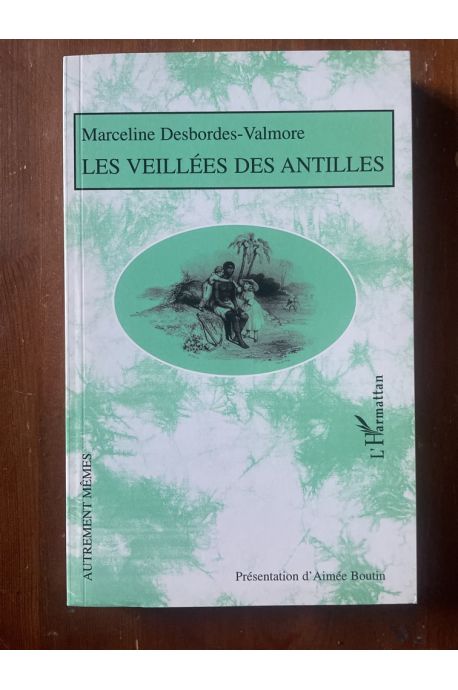 Marceline Desbordes-Valmore
LES VEILLÉES DES ANTILLES
L'Harmattan
AUTREMENT MÊMES
Présentation d'Aimée Boutin